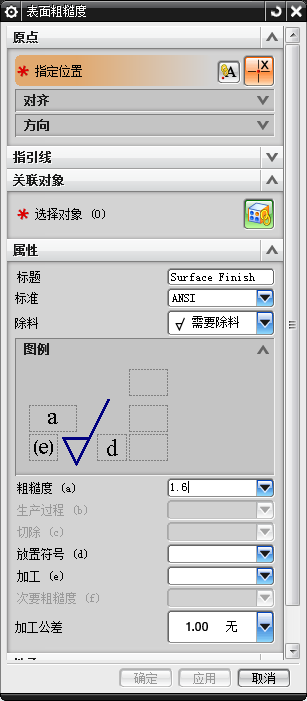 表面粗糙度
原点
指定位置
A
X
对齐
方向
指引线
关联对象
选择对象 (0)
属性
标题 Surface Finish
标准 ANSI
除料 需要除料
图例
a
(e) d
粗糙度 (a) 1.6
生产过程 (b)
切除 (c)
放置符号 (d)
加工 (e)
次要粗糙度 (f)
加工公差 1.00 无
确定 应用 取消